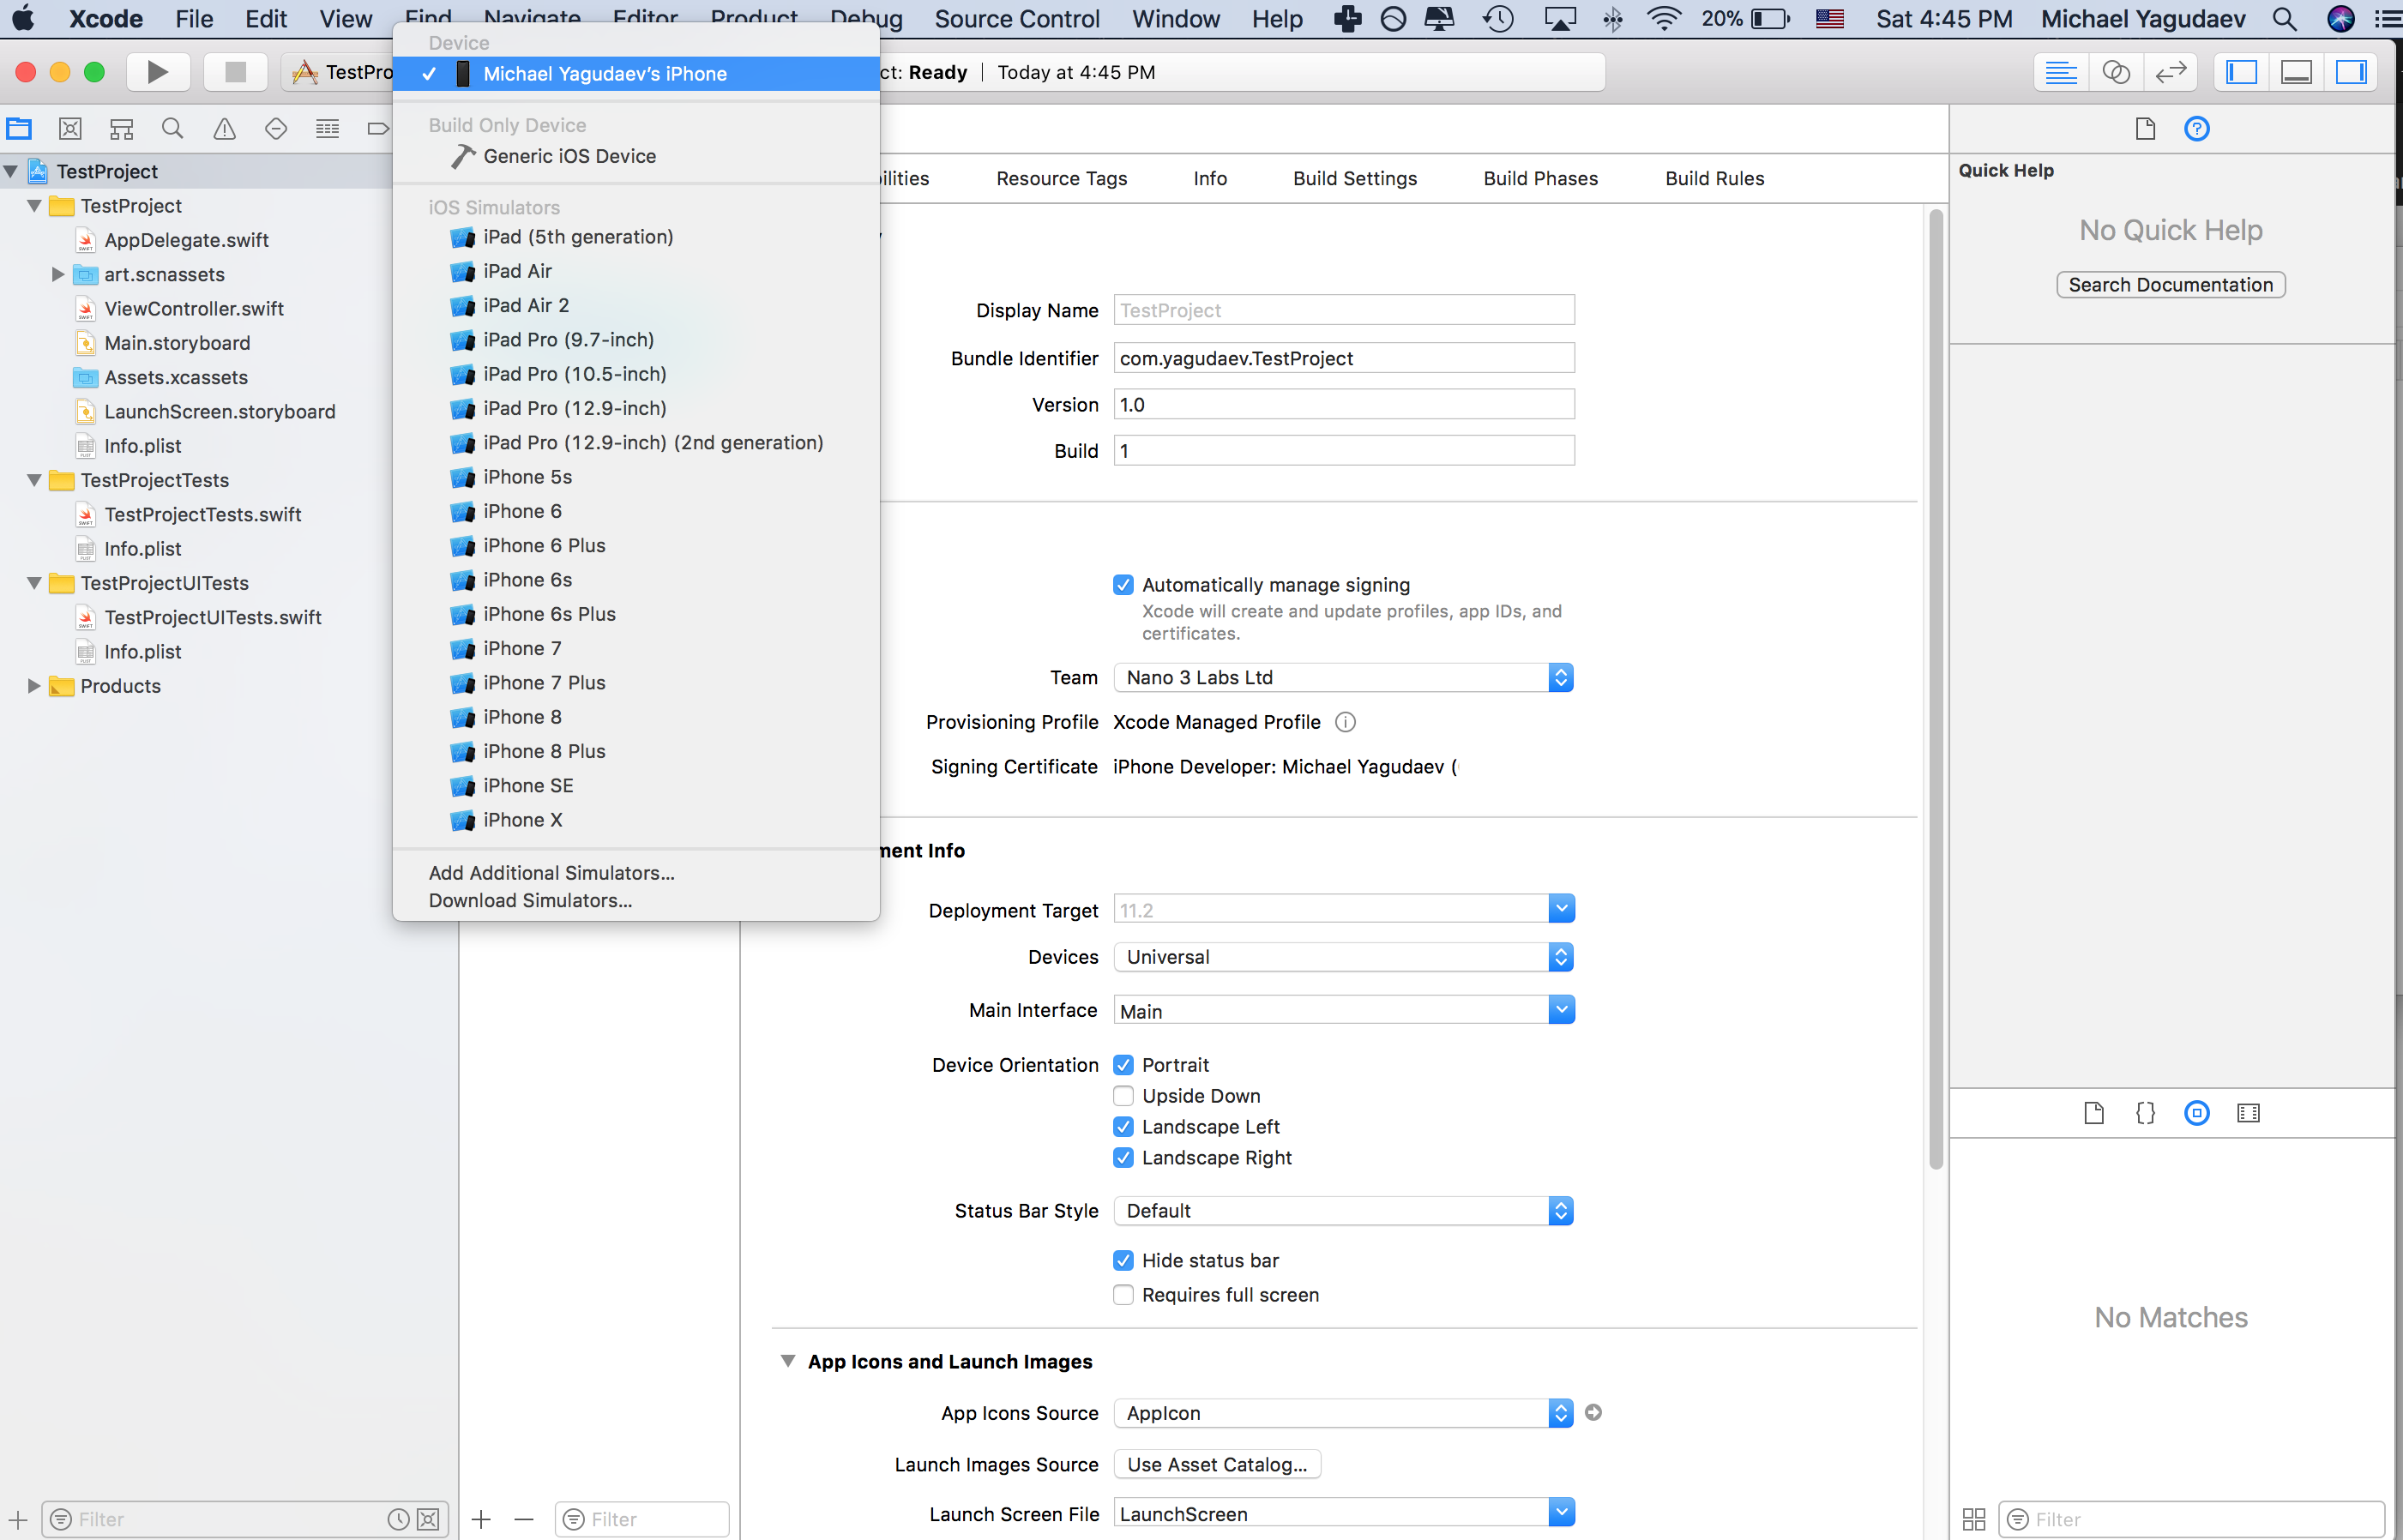 Xcode File Edit View Find Navigate Editor Product Debug Source Control Window Help 20% Sat 4:45 PM Michael Yagudaev
Device
TestPro
Michael Yagudaev's iPhone
ct: Ready | Today at 4:45 PM
Build Only Device
Generic iOS Device
iOS Simulators
iPad (5th generation)
iPad Air
iPad Air 2
iPad Pro (9.7-inch)
iPad Pro (10.5-inch)
iPad Pro (12.9-inch)
iPad Pro (12.9-inch) (2nd generation)
iPhone 5s
iPhone 6
iPhone 6 Plus
iPhone 6s
iPhone 6s Plus
iPhone 7
iPhone 7 Plus
iPhone 8
iPhone 8 Plus
iPhone SE
iPhone X
Add Additional Simulators...
Download Simulators...
TestProject
TestProject
AppDelegate.swift
art.scnassets
ViewController.swift
Main.storyboard
Assets.xcassets
LaunchScreen.storyboard
Info.plist
TestProjectTests
TestProjectTests.swift
Info.plist
TestProjectUITests
TestProjectUITests.swift
Info.plist
Products
Filter
Filter
bilities Resource Tags Info Build Settings Build Phases Build Rules
Display Name TestProject
Bundle Identifier com.yagudaev.TestProject
Version 1.0
Build 1
Automatically manage signing
Xcode will create and update profiles, app IDs, and
certificates.
Team Nano 3 Labs Ltd
Provisioning Profile Xcode Managed Profile
Signing Certificate iPhone Developer: Michael Yagudaev (
ment Info
Deployment Target 11.2
Devices Universal
Main Interface Main
Device Orientation Portrait
Upside Down
Landscape Left
Landscape Right
Status Bar Style Default
Hide status bar
Requires full screen
App Icons and Launch Images
App Icons Source AppIcon
Launch Images Source Use Asset Catalog...
Launch Screen File LaunchScreen
Quick Help
No Quick Help
Search Documentation
No Matches
Filter